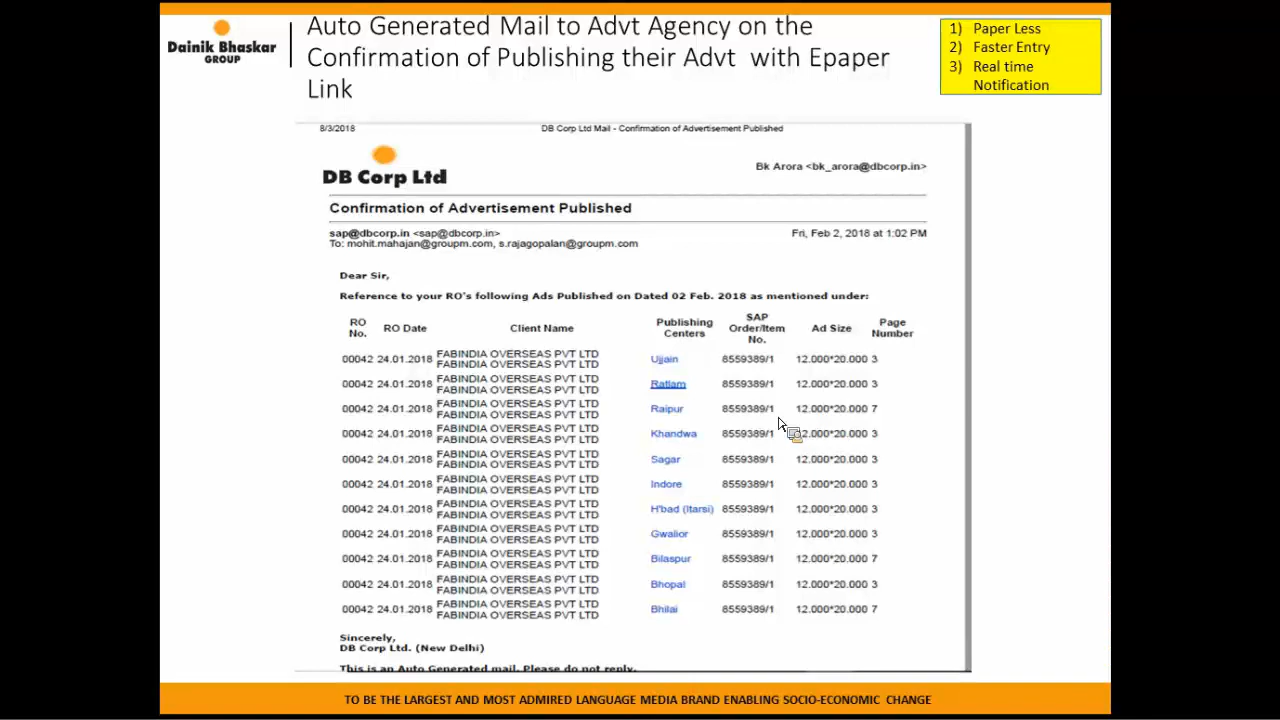 Dainik Bhaskar
GROUP
Auto Generated Mail to Advt Agency on the
Confirmation of Publishing their Advt with Epaper
Link
1) Paper Less
2) Faster Entry
3) Real time
Notification
8/3/2018 DB Corp Ltd Mail - Confirmation of Advertisement Published
DB Corp Ltd
Bk Arora <bk_arora@dbcorp.in>
Confirmation of Advertisement Published
sap@dbcorp.in <sap@dbcorp.in> Fri, Feb 2, 2018 at 1:02 PM
To: mohit.mahajan@groupm.com, s.rajagopalan@groupm.com
Dear Sir,
Reference to your RO's following Ads Published on Dated 02 Feb. 2018 as mentioned under:
RO No. RO Date Client Name Publishing Centers SAP Order/Item No. Ad Size Page Number
00042 24.01.2018 FABINDIA OVERSEAS PVT LTD FABINDIA OVERSEAS PVT LTD Ujjain 8559389/1 12.000*20.000 3
00042 24.01.2018 FABINDIA OVERSEAS PVT LTD FABINDIA OVERSEAS PVT LTD Ratlam 8559389/1 12.000*20.000 3
00042 24.01.2018 FABINDIA OVERSEAS PVT LTD FABINDIA OVERSEAS PVT LTD Raipur 8559389/1 12.000*20.000 7
00042 24.01.2018 FABINDIA OVERSEAS PVT LTD FABINDIA OVERSEAS PVT LTD Khandwa 8559389/1 12.000*20.000 3
00042 24.01.2018 FABINDIA OVERSEAS PVT LTD FABINDIA OVERSEAS PVT LTD Sagar 8559389/1 12.000*20.000 3
00042 24.01.2018 FABINDIA OVERSEAS PVT LTD FABINDIA OVERSEAS PVT LTD Indore 8559389/1 12.000*20.000 3
00042 24.01.2018 FABINDIA OVERSEAS PVT LTD FABINDIA OVERSEAS PVT LTD H'bad (Itarsi) 8559389/1 12.000*20.000 3
00042 24.01.2018 FABINDIA OVERSEAS PVT LTD FABINDIA OVERSEAS PVT LTD Gwalior 8559389/1 12.000*20.000 3
00042 24.01.2018 FABINDIA OVERSEAS PVT LTD FABINDIA OVERSEAS PVT LTD Bilaspur 8559389/1 12.000*20.000 7
00042 24.01.2018 FABINDIA OVERSEAS PVT LTD FABINDIA OVERSEAS PVT LTD Bhopal 8559389/1 12.000*20.000 3
00042 24.01.2018 FABINDIA OVERSEAS PVT LTD FABINDIA OVERSEAS PVT LTD Bhilai 8559389/1 12.000*20.000 7
Sincerely,
DB Corp Ltd. (New Delhi)
This is an Auto Generated mail. Please do not reply.
TO BE THE LARGEST AND MOST ADMIRED LANGUAGE MEDIA BRAND ENABLING SOCIO-ECONOMIC CHANGE